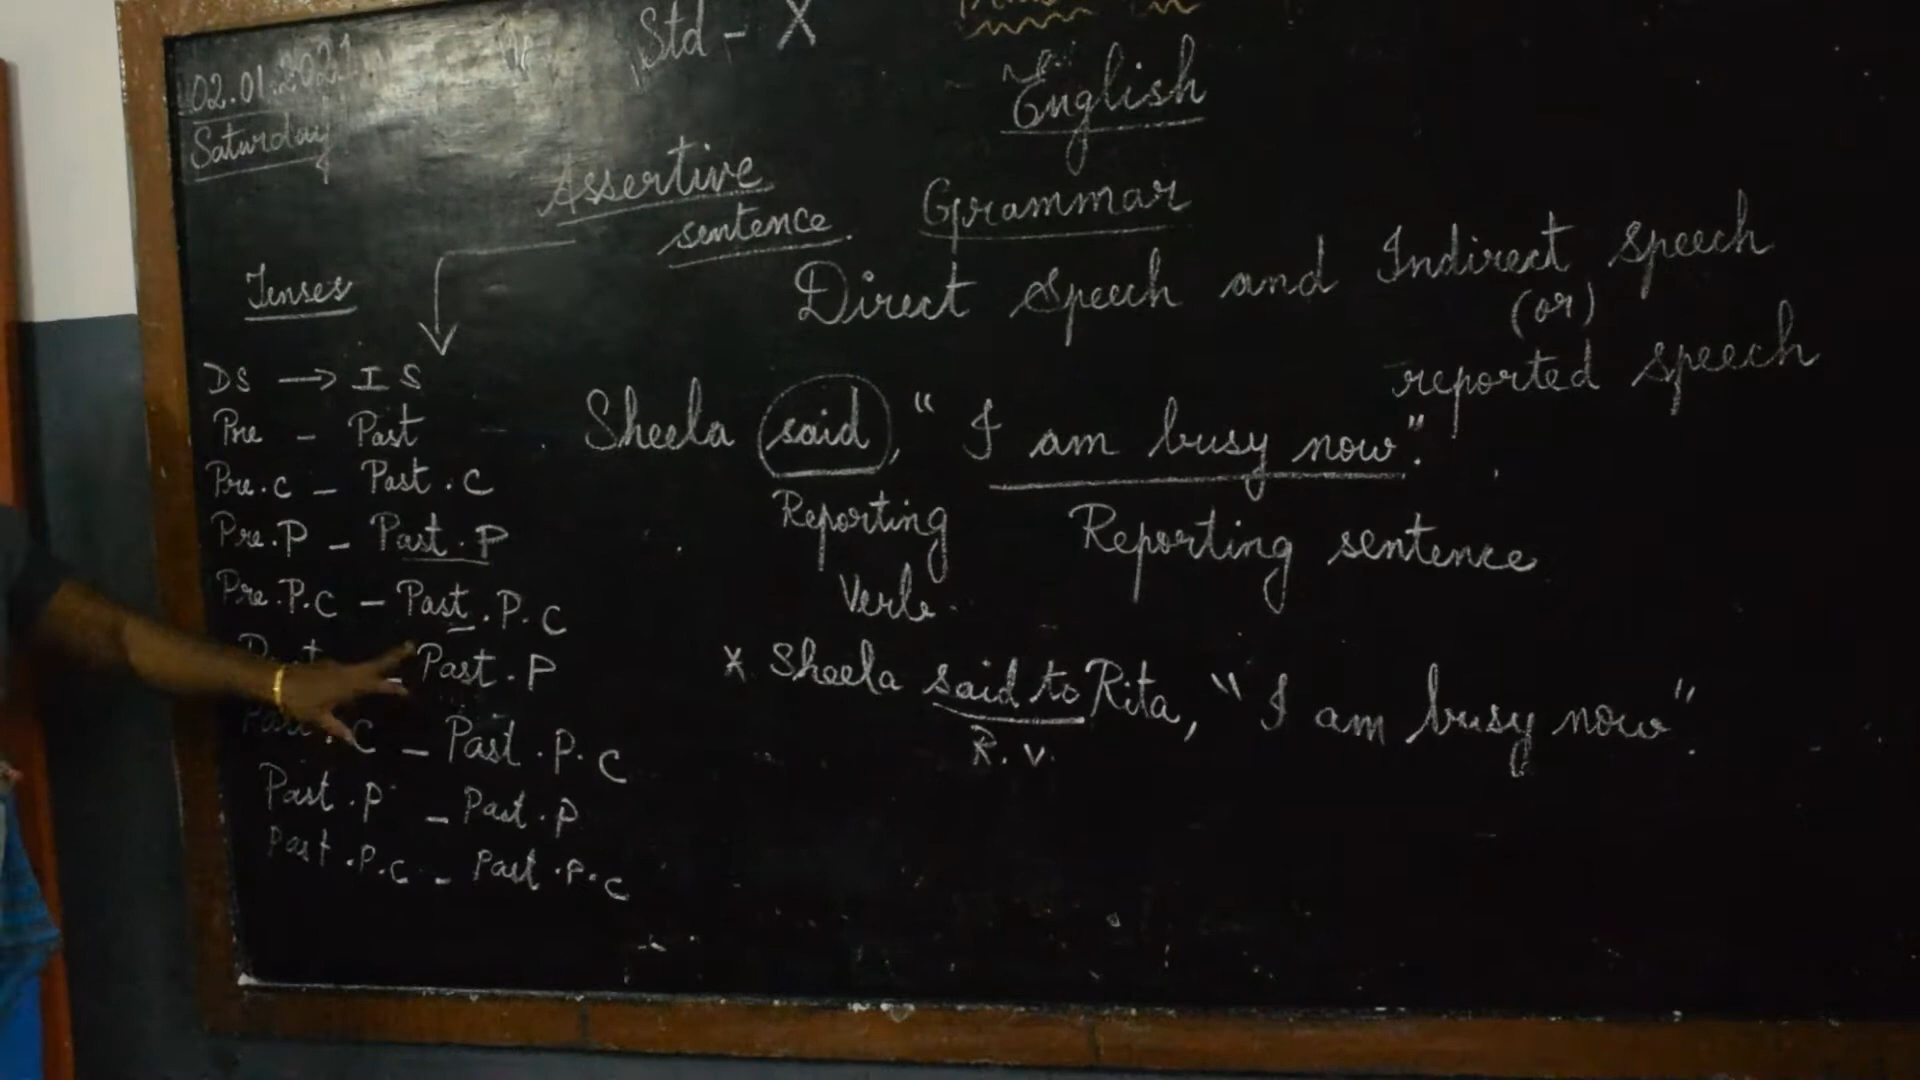 02.01.2021
Saturday
Std - X
English
Assertive
sentence.
Grammar
Direct speech and Indirect speech
(or)
reported speech
Tenses
DS → IS
Pre - Past
Pre.C - Past.C
Pre.P - Past.P
Pre.P.C - Past.P.C
Past - Past.P
Past.C - Past.P.C
Past.P - Past.P
Past.P.C - Past.P.C
Sheela said, “I am busy now”.
Reporting
Verb.
Reporting sentence
* Sheela said to Rita, “I am busy now”.
R.V.